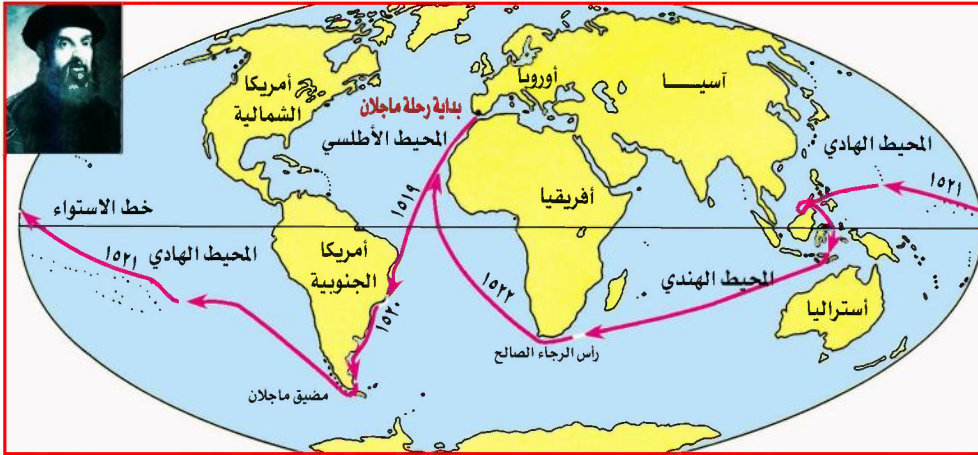 أمريكا
الشمالية
أوروبا
آسيـــــا
بداية رحلة ماجلان
المحيط الأطلسي
المحيط الهادي
١٥٢١
١٥١٩
أفريقيا
خط الاستواء
المحيط الهادي
١٥٢١
أمريكا
الجنوبية
١٥٢٠
١٥٢٢
المحيط الهندي
أستراليا
رأس الرجاء الصالح
مضيق ماجلان